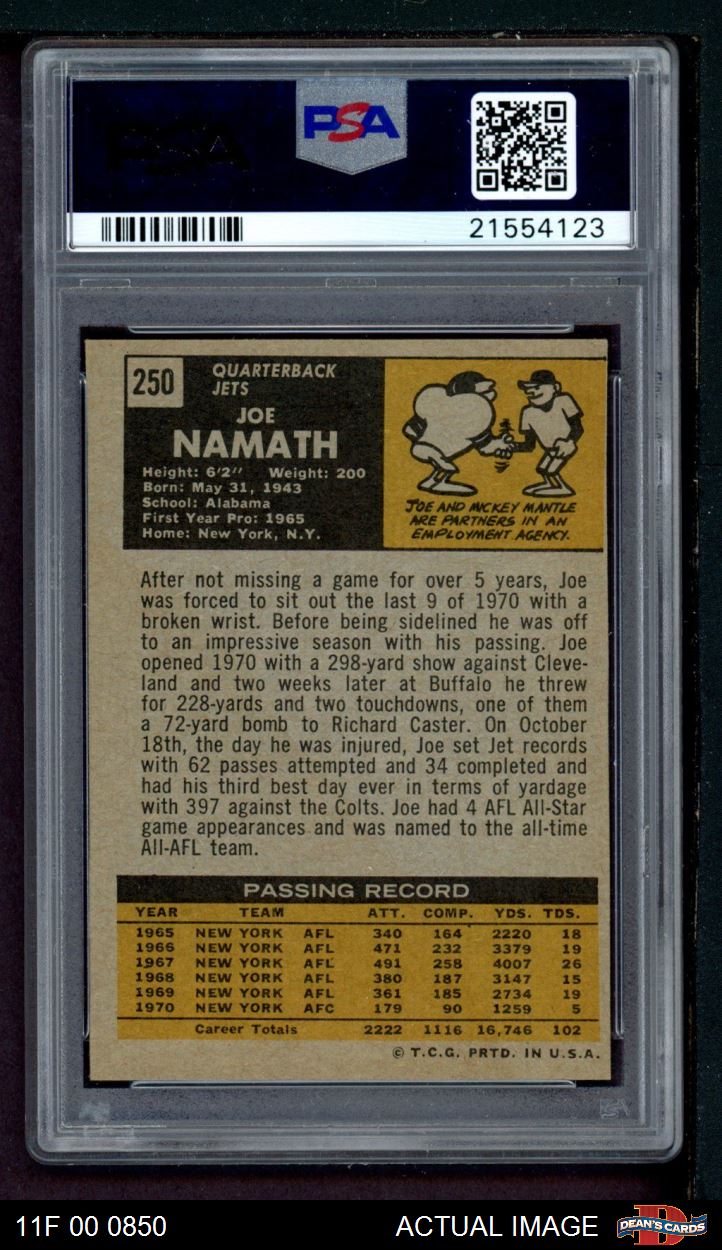 PSA
PSA
21554123
250
QUARTERBACK
JETS
JOE
NAMATH
Height: 6'2" Weight: 200
Born: May 31, 1943
School: Alabama
First Year Pro: 1965
Home: New York, N.Y.
JOE AND MICKEY MANTLE
ARE PARTNERS IN AN
EMPLOYMENT AGENCY.
After not missing a game for over 5 years, Joe
was forced to sit out the last 9 of 1970 with a
broken wrist. Before being sidelined he was off
to an impressive season with his passing. Joe
opened 1970 with a 298-yard show against Cleve-
land and two weeks later at Buffalo he threw
for 228-yards and two touchdowns, one of them
a 72-yard bomb to Richard Caster. On October
18th, the day he was injured, Joe set Jet records
with 62 passes attempted and 34 completed and
had his third best day ever in terms of yardage
with 397 against the Colts. Joe had 4 AFL All-Star
game appearances and was named to the all-time
All-AFL team.
PASSING RECORD
YEAR TEAM ATT. COMP. YDS. TDS.
1965 NEW YORK AFL 340 164 2220 18
1966 NEW YORK AFL 471 232 3379 19
1967 NEW YORK AFL 491 258 4007 26
1968 NEW YORK AFL 380 187 3147 15
1969 NEW YORK AFL 361 185 2734 19
1970 NEW YORK AFC 179 90 1259 5
Career Totals 2222 1116 16,746 102
© T.C.G. PRTD. IN U.S.A.
11F 00 0850 ACTUAL IMAGE DEAN'S CARDS